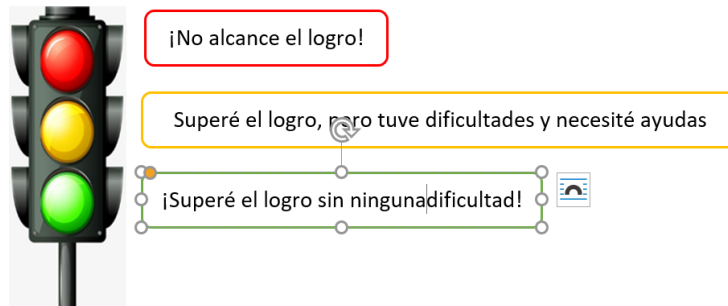 ¡No alcance el logro!
Superé el logro, pero tuve dificultades y necesité ayudas
¡Superé el logro sin ningunadificultad!